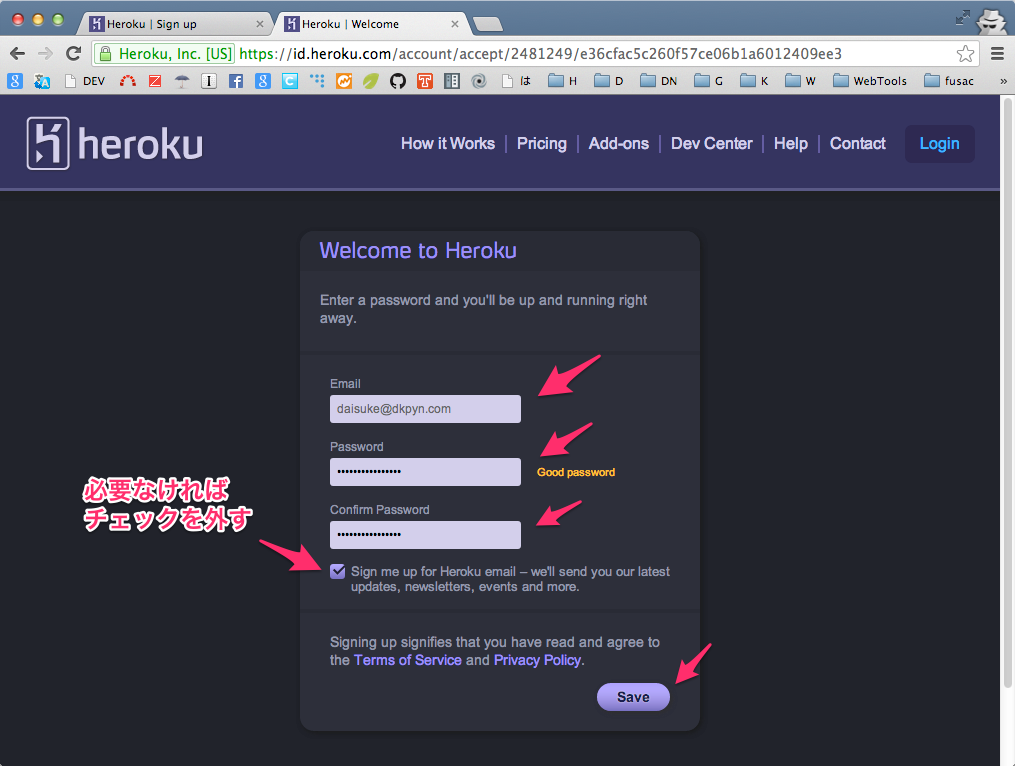 Heroku | Sign up
Heroku | Welcome
Heroku, Inc. [US] https://id.heroku.com/account/accept/2481249/e36cfac5c260f57ce06b1a6012409ee3
DEV は H D DN G K W WebTools fusac »
heroku
How it Works Pricing Add-ons Dev Center Help Contact Login
Welcome to Heroku
Enter a password and you'll be up and running right
away.
Email
daisuke@dkpyn.com
Password
Good password
Confirm Password
必要なければ
チェックを外す
Sign me up for Heroku email – we'll send you our latest
updates, newsletters, events and more.
Signing up signifies that you have read and agree to
the Terms of Service and Privacy Policy.
Save